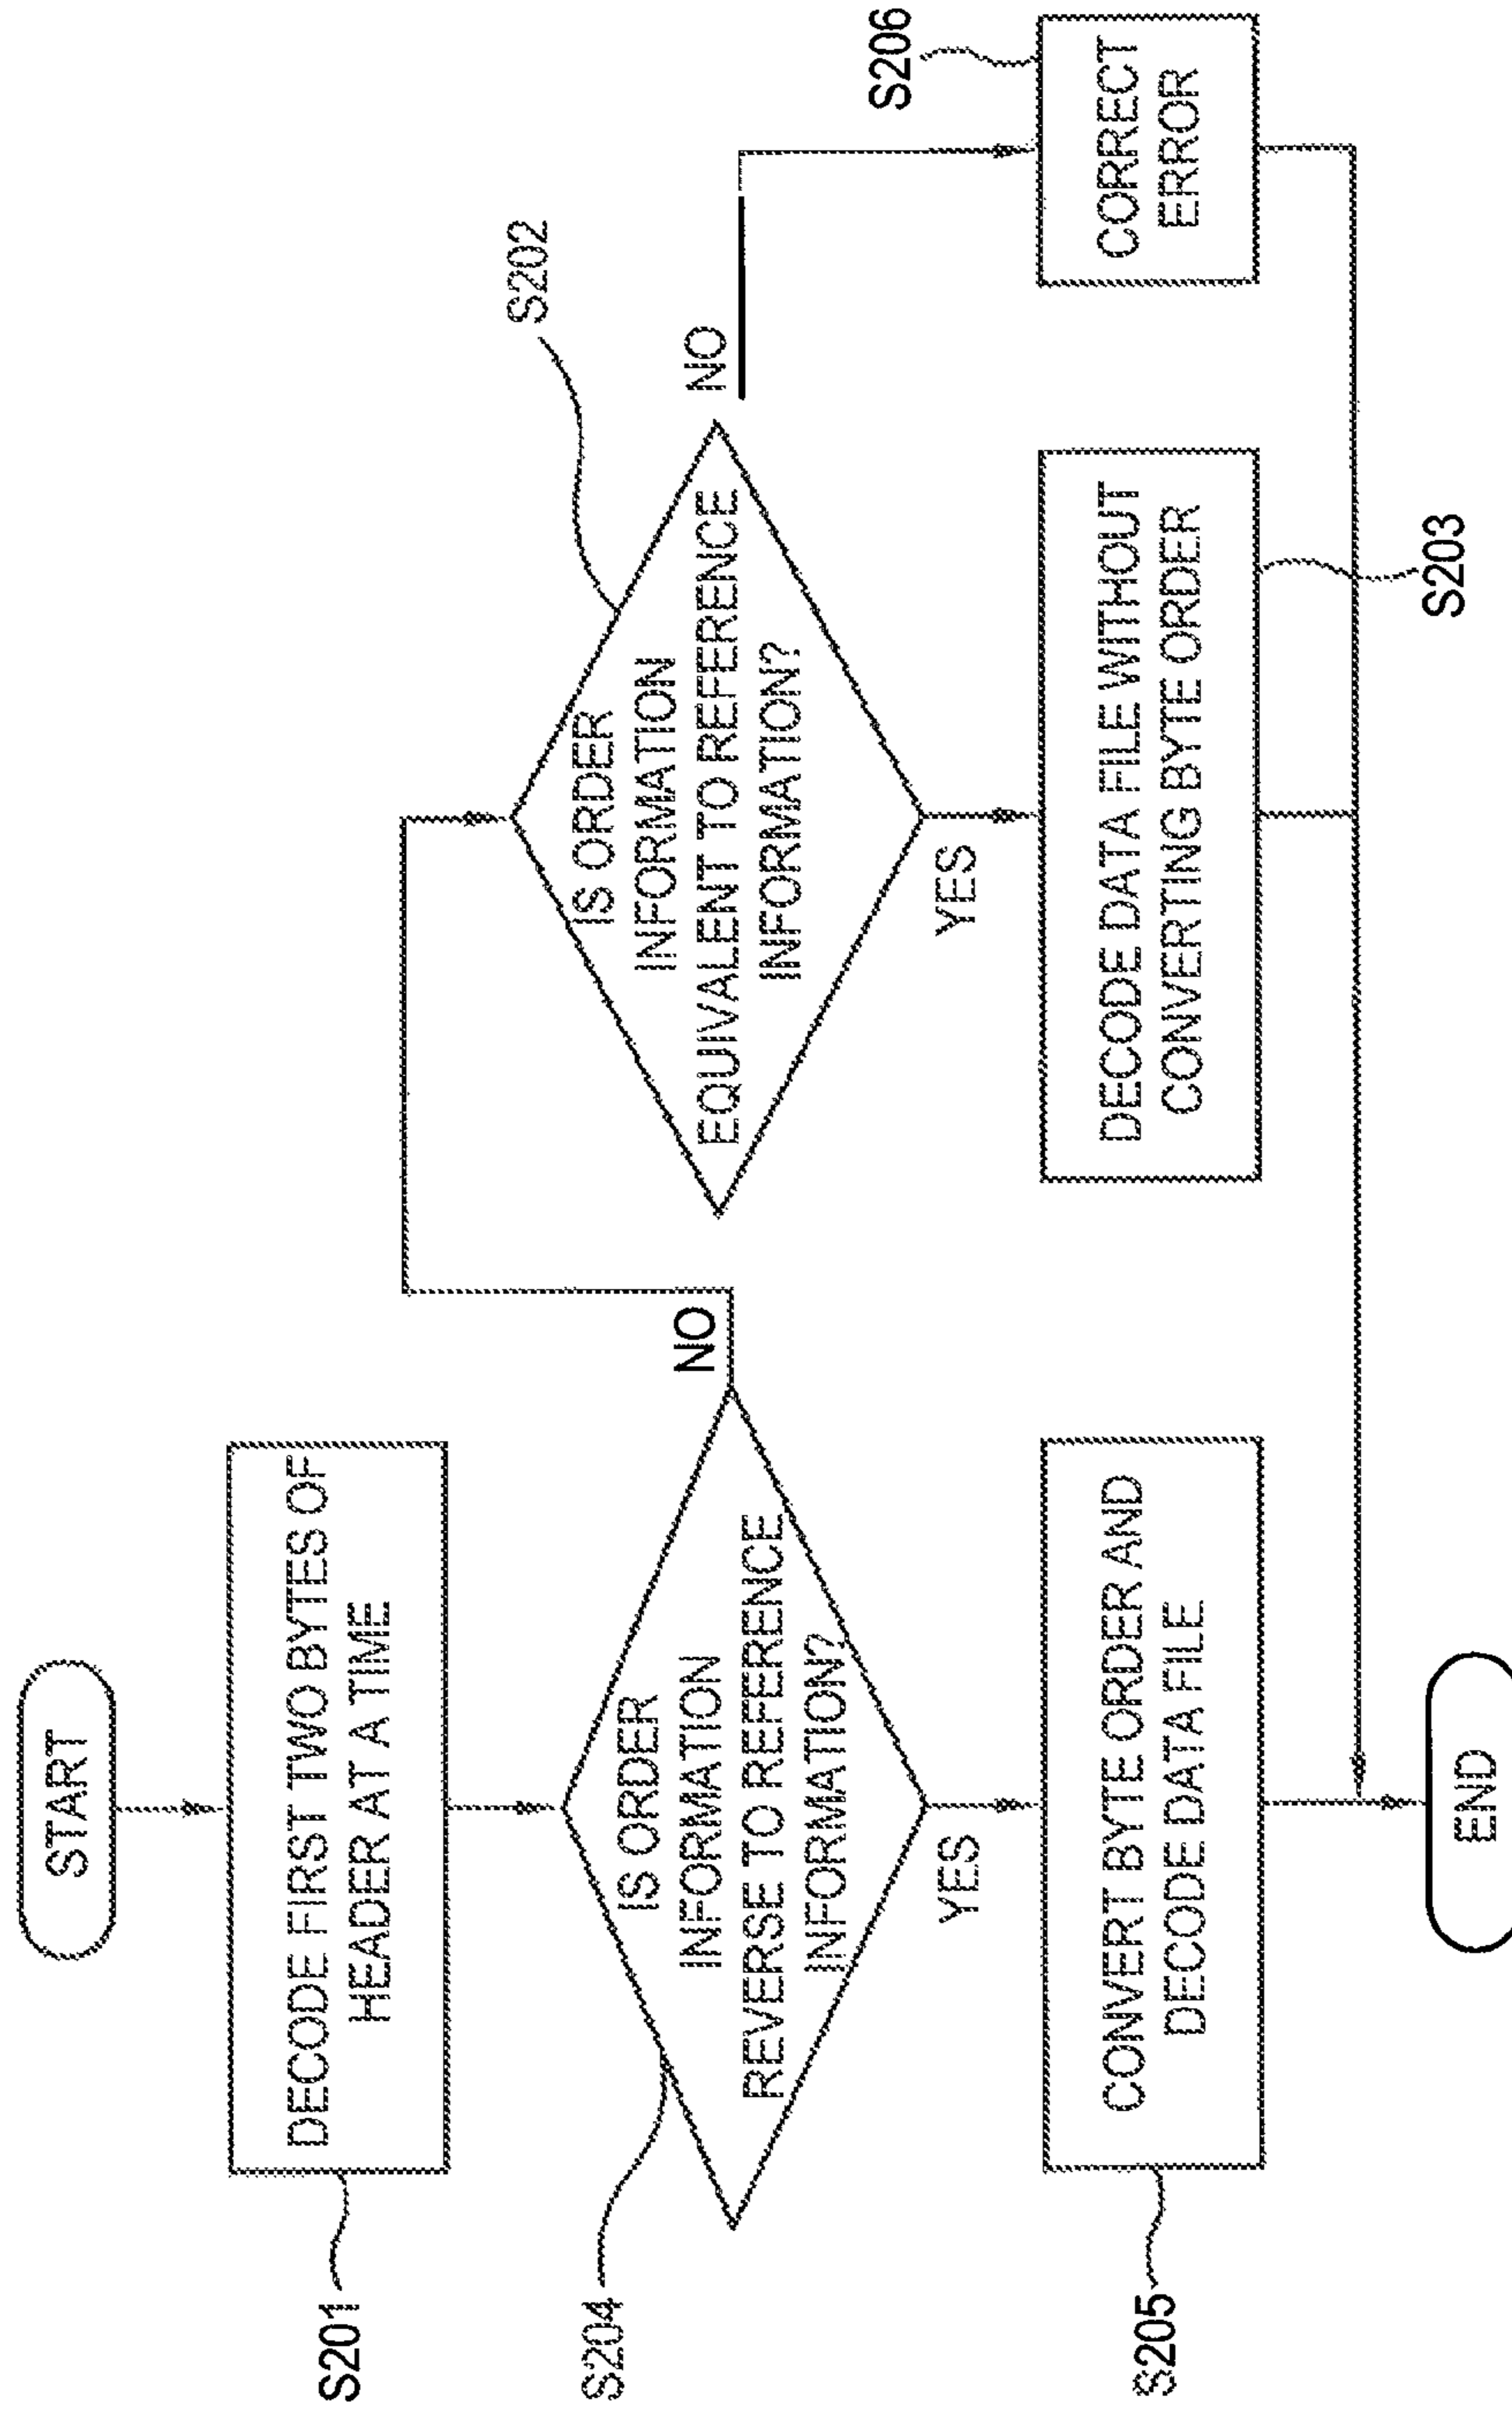 START
S201
DECODE FIRST TWO BYTES OF
HEADER AT A TIME
S204
IS ORDER
INFORMATION
REVERSE TO REFERENCE
INFORMATION?
NO
YES
S205
CONVERT BYTE ORDER AND
DECODE DATA FILE
END
S202
IS ORDER
INFORMATION
EQUIVALENT TO REFERENCE
INFORMATION?
NO
YES
DECODE DATA FILE WITHOUT
CONVERTING BYTE ORDER
S203
S206
CORRECT
ERROR